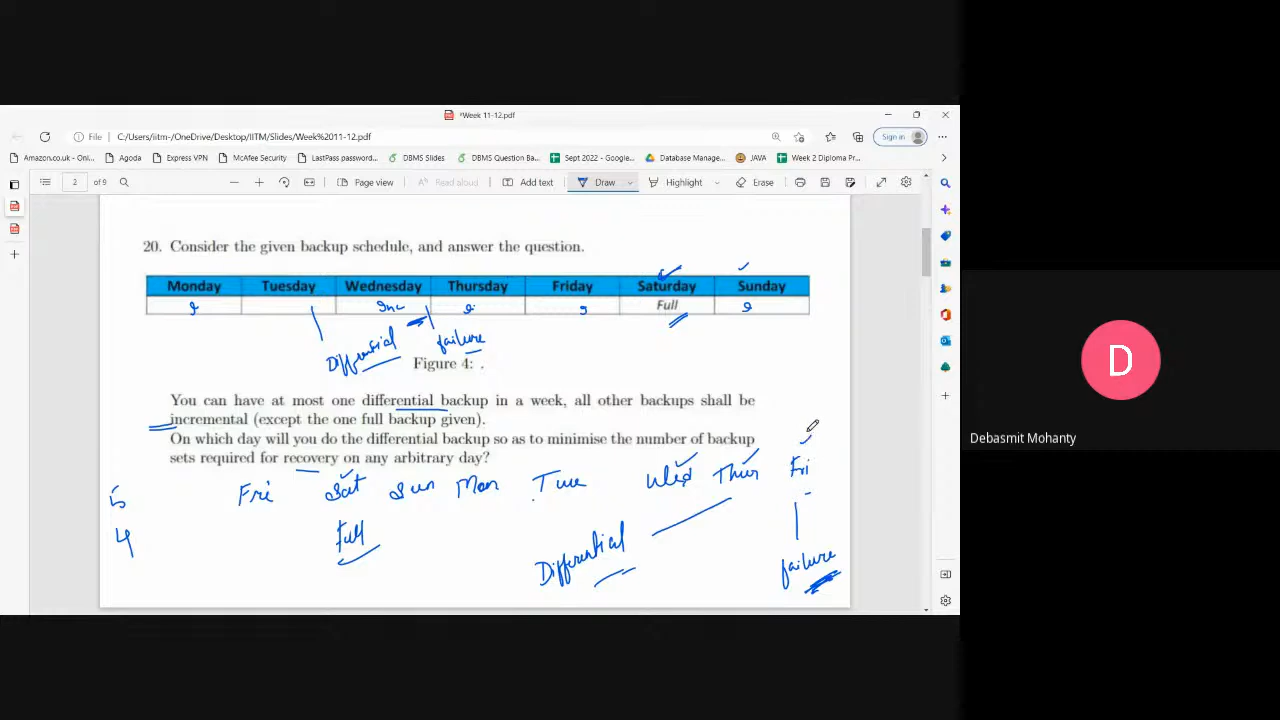 *Week 11-12.pdf
File C:/Users/iitm-/OneDrive/Desktop/IITM/Slides/Week%2011-12.pdf Sign in
Amazon.co.uk - Onl... Agoda Express VPN McAfee Security LastPass password... DBMS Slides DBMS Question Ba... Sept 2022 - Google... Database Manage... JAVA Week 2 Diploma Pr...
2 of 9 Page view Read aloud Add text Draw Highlight Erase
20. Consider the given backup schedule, and answer the question.
Monday Tuesday Wednesday Thursday Friday Saturday Sunday
Inc Full
Differential failure
Figure 4: .
You can have at most one differential backup in a week, all other backups shall be
incremental (except the one full backup given).
On which day will you do the differential backup so as to minimise the number of backup
sets required for recovery on any arbitrary day?
5 Fri Sat Sun Mon Tue Wed Thur Fri
4 Full Differential failure
D
Debasmit Mohanty